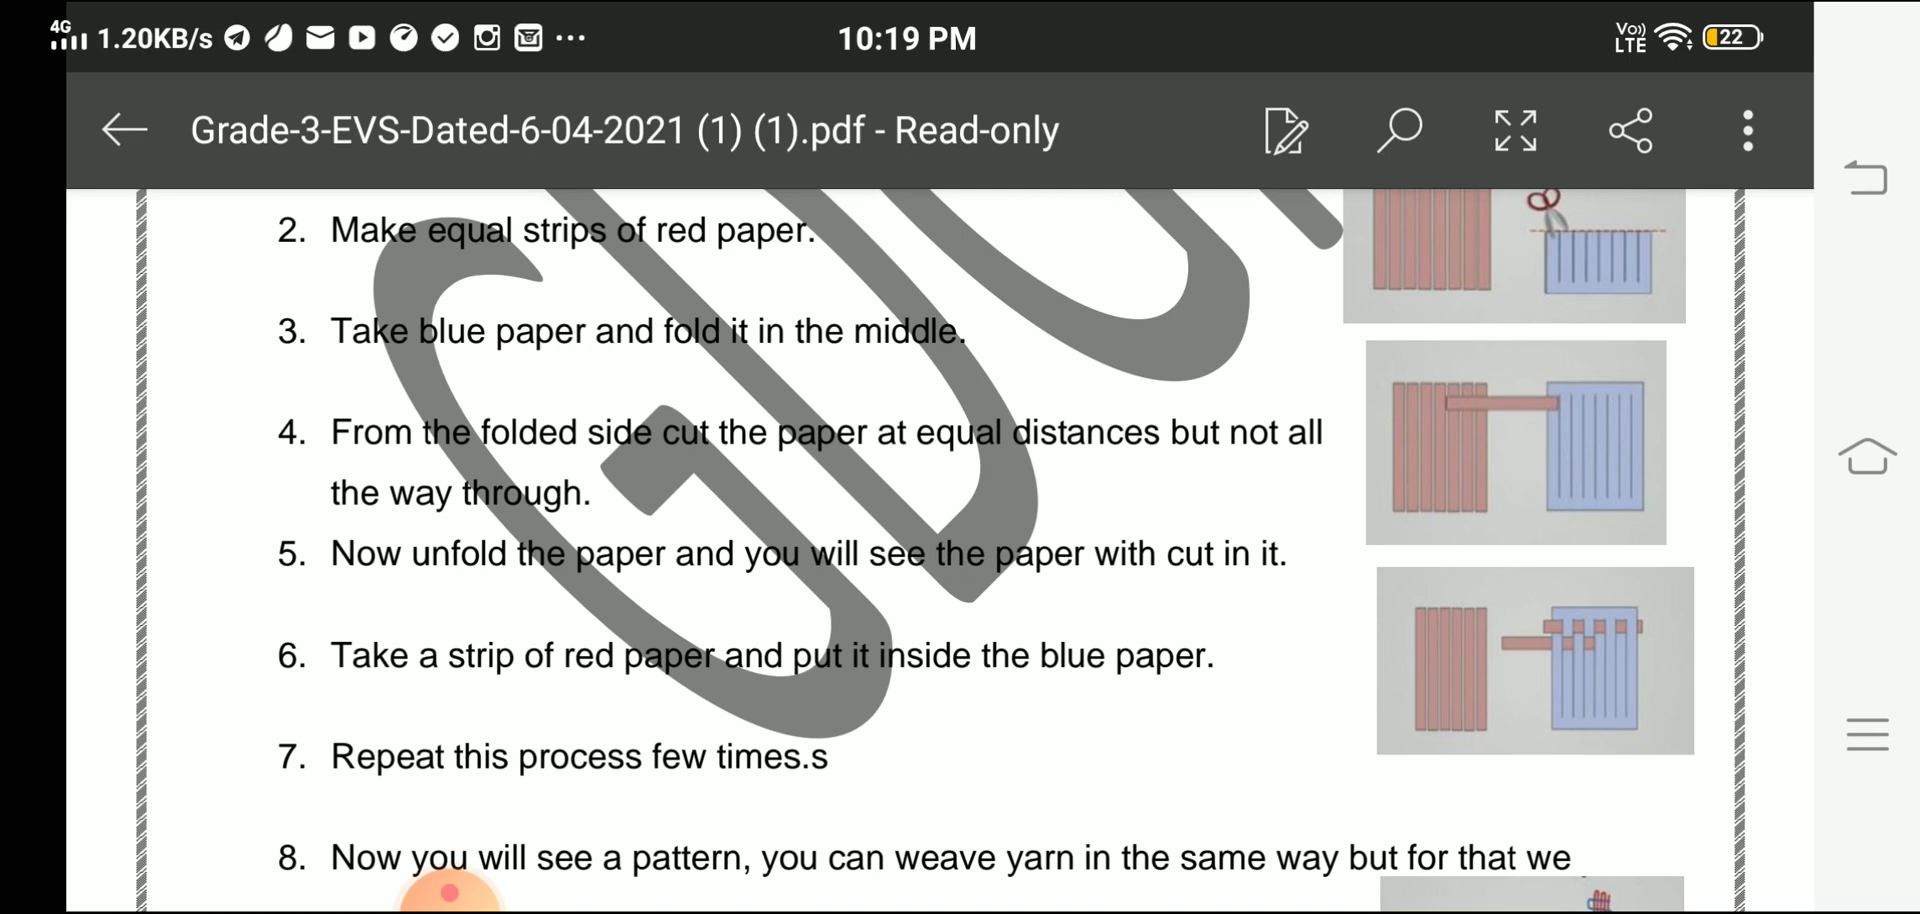 4G
1.20KB/s
10:19 PM
Vo))
LTE
22
Grade-3-EVS-Dated-6-04-2021 (1) (1).pdf - Read-only
2. Make equal strips of red paper.
3. Take blue paper and fold it in the middle.
4. From the folded side cut the paper at equal distances but not all
the way through.
5. Now unfold the paper and you will see the paper with cut in it.
6. Take a strip of red paper and put it inside the blue paper.
7. Repeat this process few times.s
8. Now you will see a pattern, you can weave yarn in the same way but for that we